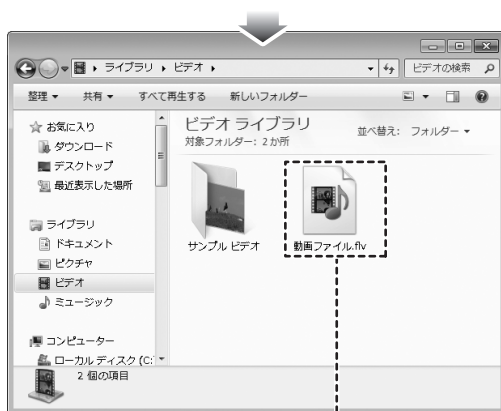 ライブラリ ビデオ
ビデオの検索
整理 共有 すべて再生する 新しいフォルダー
お気に入り
ダウンロード
デスクトップ
最近表示した場所
ライブラリ
ドキュメント
ピクチャ
ビデオ
ミュージック
コンピューター
ローカル ディスク (C:
ビデオ ライブラリ
対象フォルダー: 2か所
並べ替え: フォルダー
サンプル ビデオ
動画ファイル.flv
2 個の項目